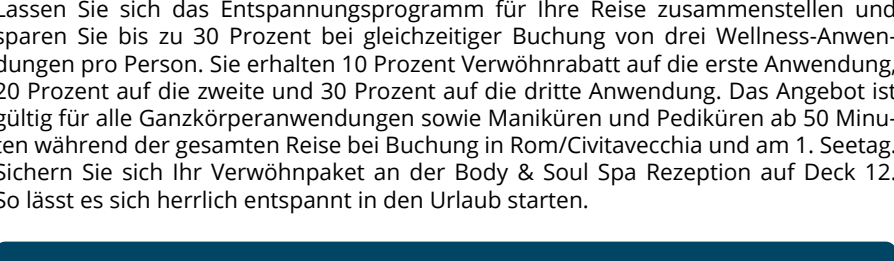 Lassen Sie sich das Entspannungsprogramm für Ihre Reise zusammenstellen und
sparen Sie bis zu 30 Prozent bei gleichzeitiger Buchung von drei Wellness-Anwen-
dungen pro Person. Sie erhalten 10 Prozent Verwöhnrabatt auf die erste Anwendung,
20 Prozent auf die zweite und 30 Prozent auf die dritte Anwendung. Das Angebot ist
gültig für alle Ganzkörperanwendungen sowie Maniküren und Pediküren ab 50 Minu-
ten während der gesamten Reise bei Buchung in Rom/Civitavecchia und am 1. Seetag.
Sichern Sie sich Ihr Verwöhnpaket an der Body & Soul Spa Rezeption auf Deck 12.
So lässt es sich herrlich entspannt in den Urlaub starten.